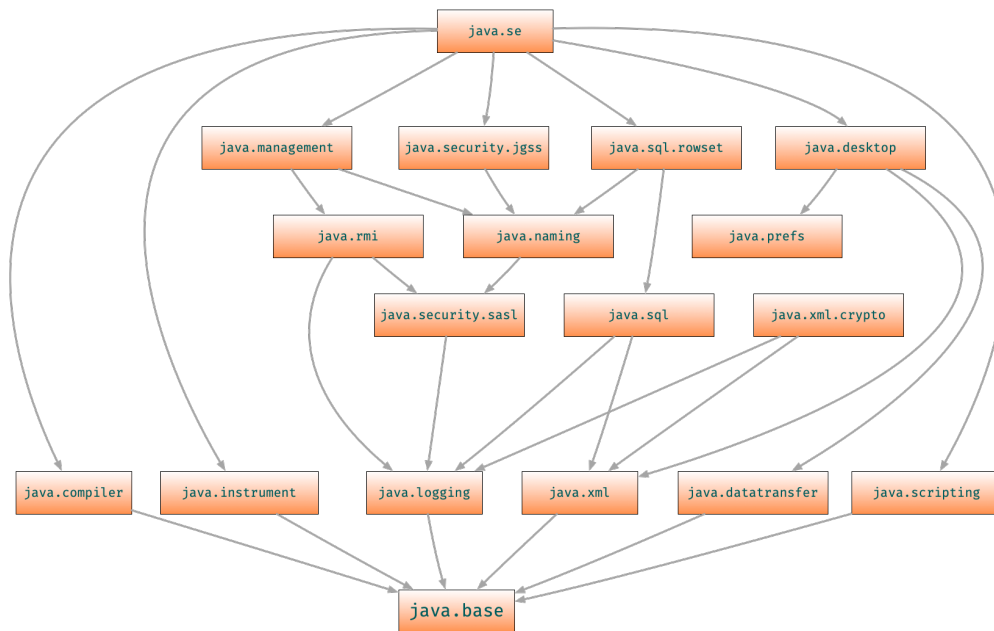 java.se
java.management
java.security.jgss
java.sql.rowset
java.desktop
java.rmi
java.naming
java.prefs
java.security.sasl
java.sql
java.xml.crypto
java.compiler
java.instrument
java.logging
java.xml
java.datatransfer
java.scripting
java.base